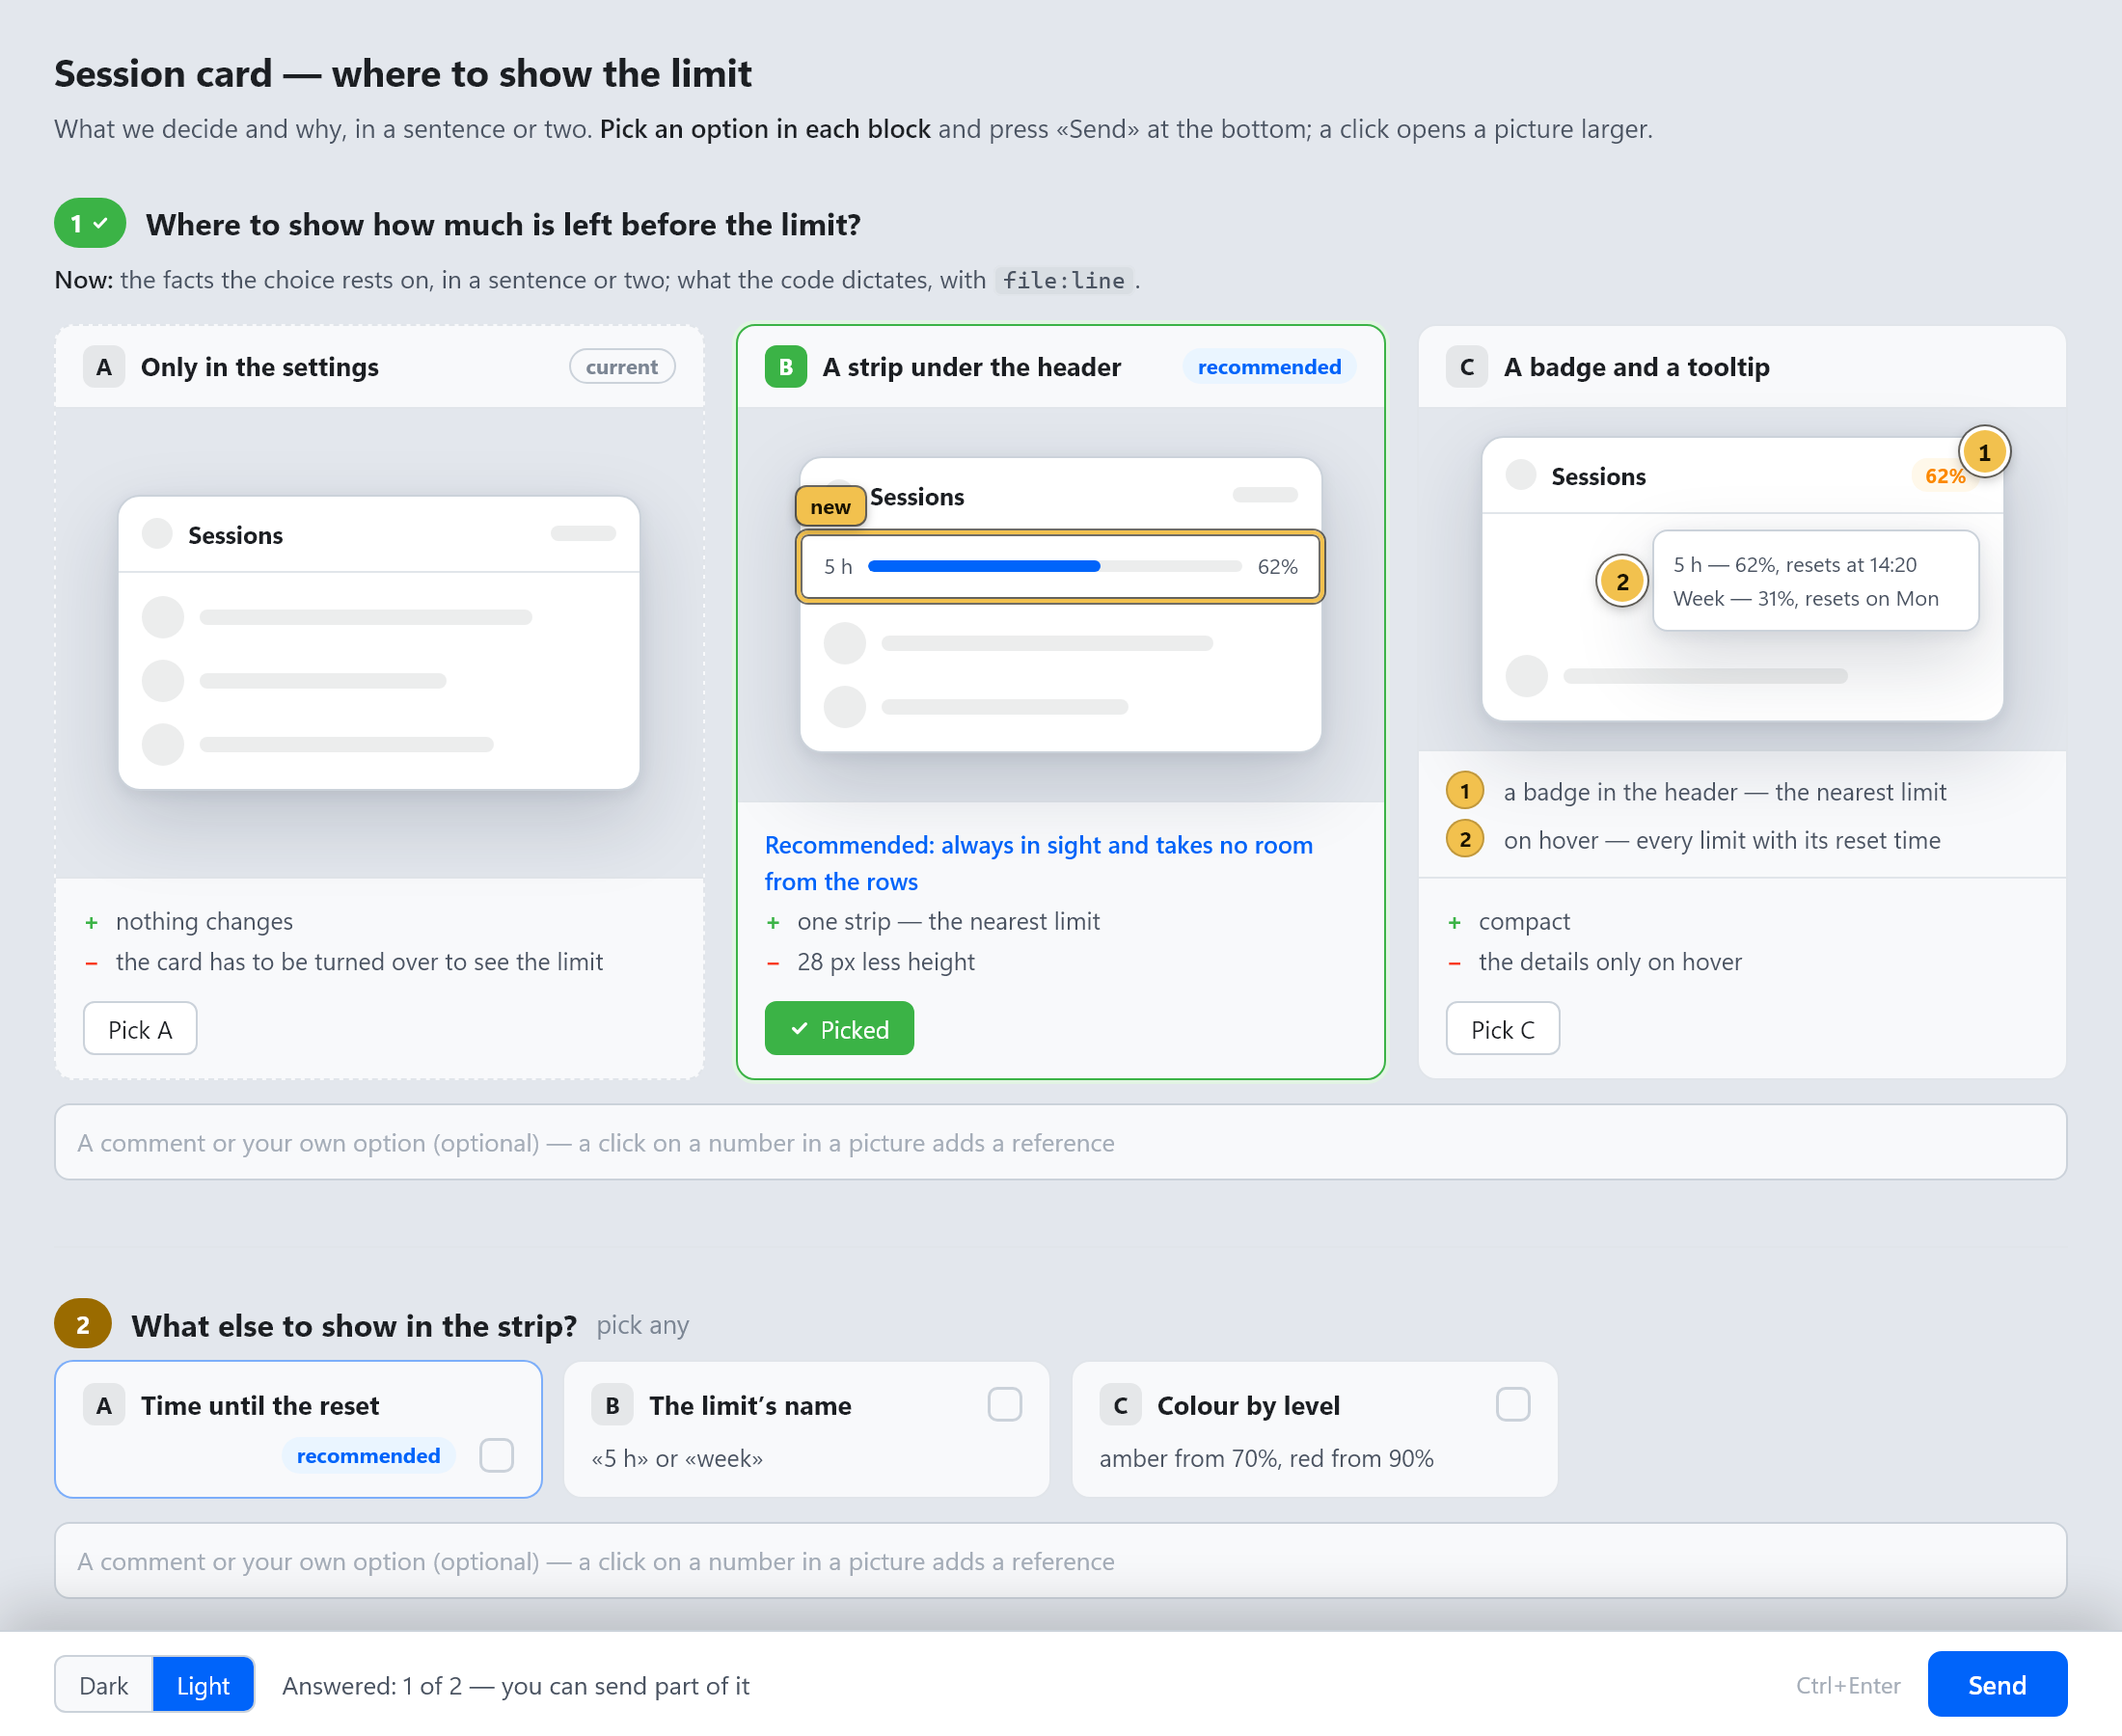 Session card — where to show the limit
What we decide and why, in a sentence or two. Pick an option in each block and press «Send» at the bottom; a click opens a picture larger.
1 ✓ Where to show how much is left before the limit?
Now: the facts the choice rests on, in a sentence or two; what the code dictates, with file:line.
A Only in the settings current
Sessions
+ nothing changes
– the card has to be turned over to see the limit
Pick A
B A strip under the header recommended
Sessions
new
5 h 62%
Recommended: always in sight and takes no room
from the rows
+ one strip — the nearest limit
– 28 px less height
✓ Picked
C A badge and a tooltip
Sessions 62% 1
2
5 h — 62%, resets at 14:20
Week — 31%, resets on Mon
1 a badge in the header — the nearest limit
2 on hover — every limit with its reset time
+ compact
– the details only on hover
Pick C
A comment or your own option (optional) — a click on a number in a picture adds a reference
2 What else to show in the strip? pick any
A Time until the reset
recommended
B The limit’s name
«5 h» or «week»
C Colour by level
amber from 70%, red from 90%
A comment or your own option (optional) — a click on a number in a picture adds a reference
Dark Light Answered: 1 of 2 — you can send part of it Ctrl+Enter Send